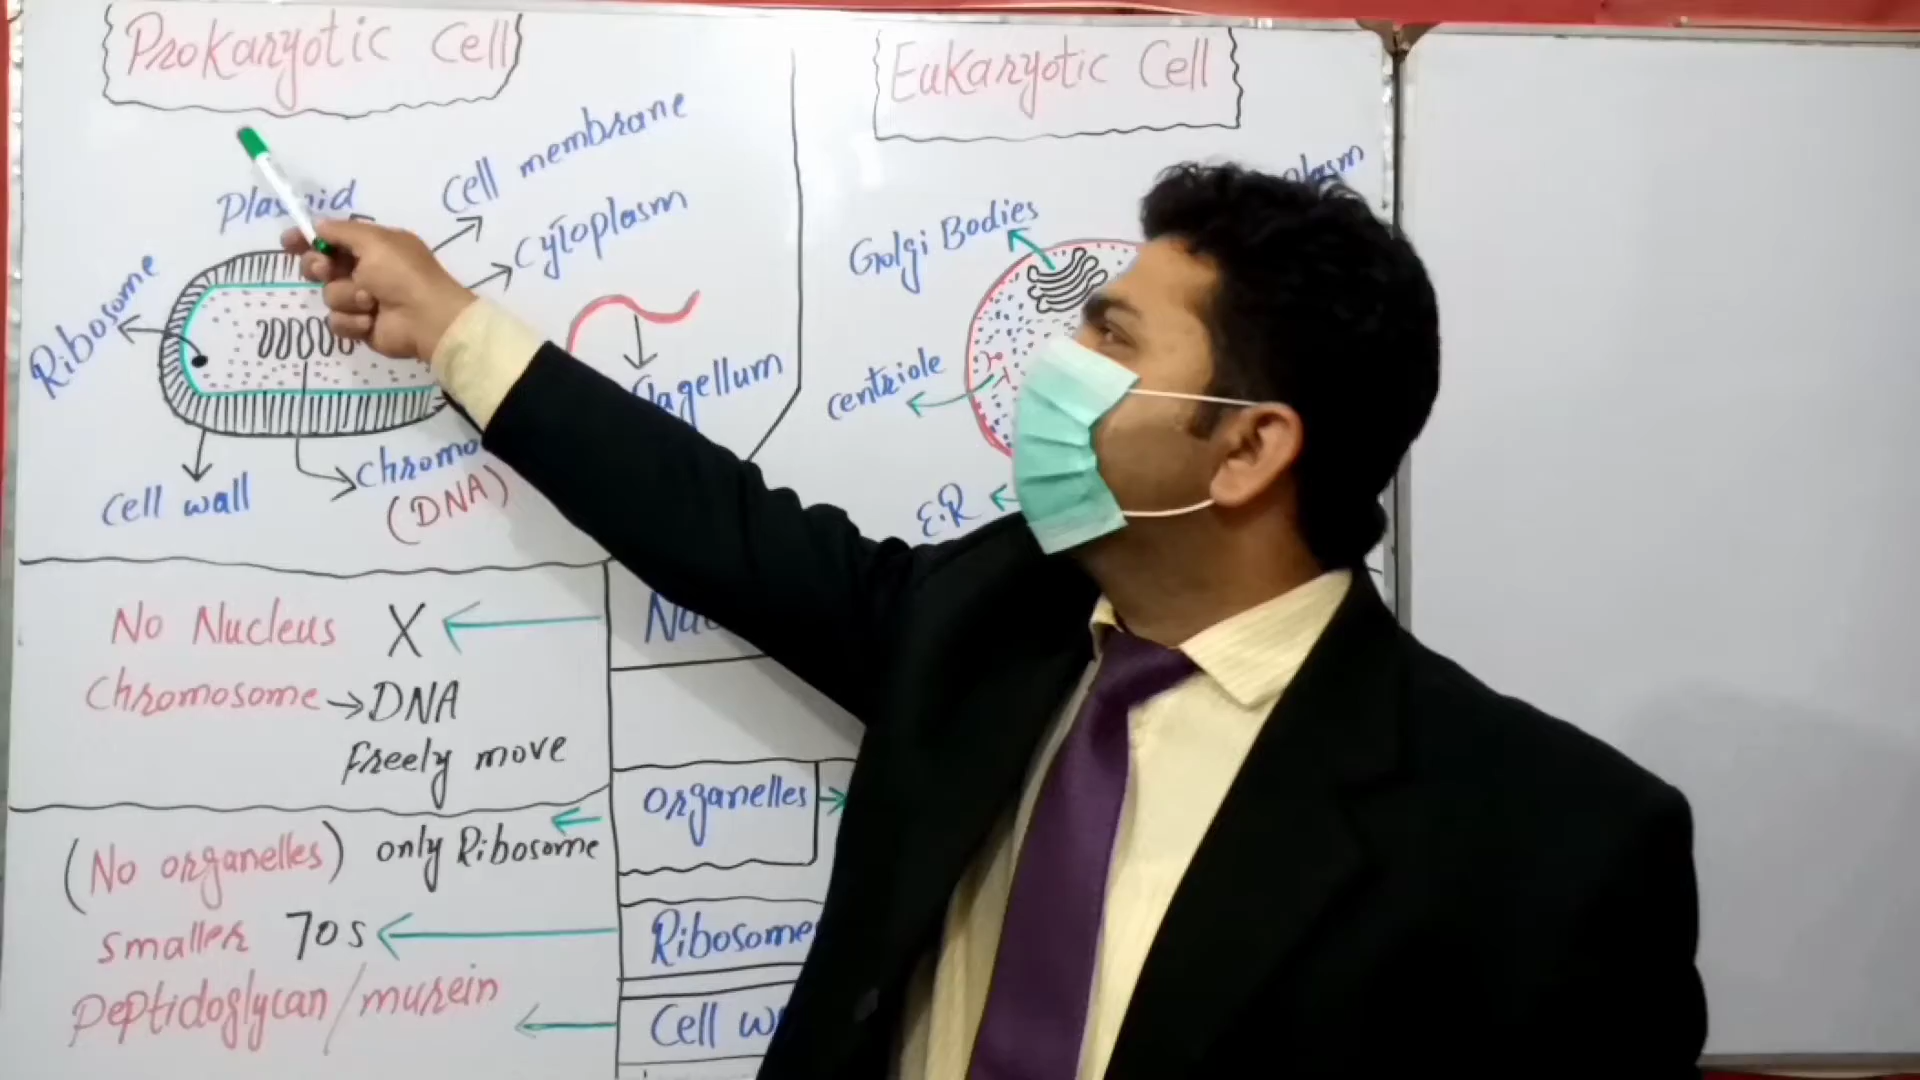 Prokaryotic Cell
Eukaryotic Cell
Cell membrane
Cytoplasm
Ribosome
Golgi Bodies
centriole
E.R
Cell wall
(DNA)
No Nucleus X
Chromosome → DNA
Freely move
organelles
(No organelles) only Ribosome
smaller 70s
Ribosome
Peptidoglycan/murein
Cell